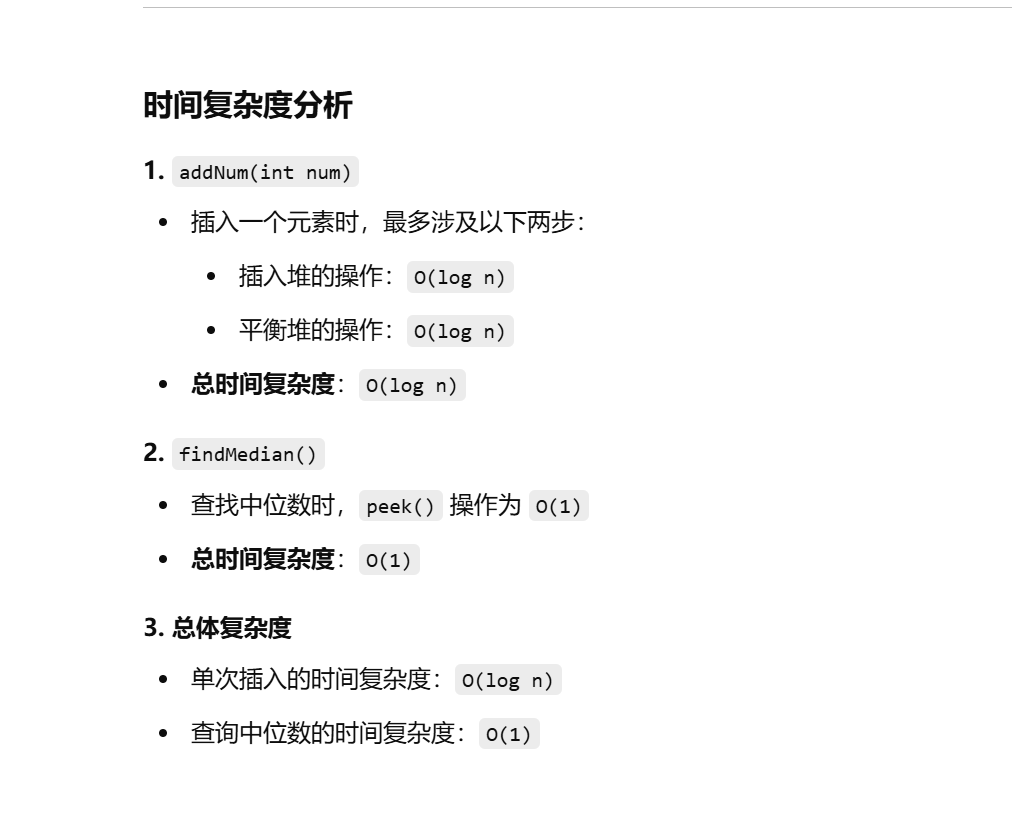 时间复杂度分析
1. addNum(int num)
• 插入一个元素时，最多涉及以下两步：
• 插入堆的操作：O(log n)
• 平衡堆的操作：O(log n)
• 总时间复杂度：O(log n)
2. findMedian()
• 查找中位数时，peek() 操作为 O(1)
• 总时间复杂度：O(1)
3. 总体复杂度
• 单次插入的时间复杂度：O(log n)
• 查询中位数的时间复杂度：O(1)